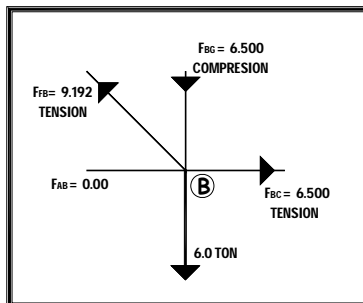 FBG = 6.500
COMPRESION
FFB= 9.192
TENSION
FAB = 0.00
B
FBC = 6.500
TENSION
6.0 TON